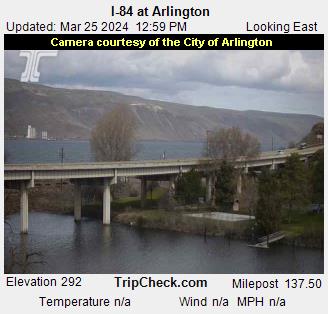 I-84 at Arlington
Updated: Mar 25 2024 12:59 PM Looking East
Camera courtesy of the City of Arlington
Elevation 292 TripCheck.com Milepost 137.50
Temperature n/a Wind n/a MPH n/a